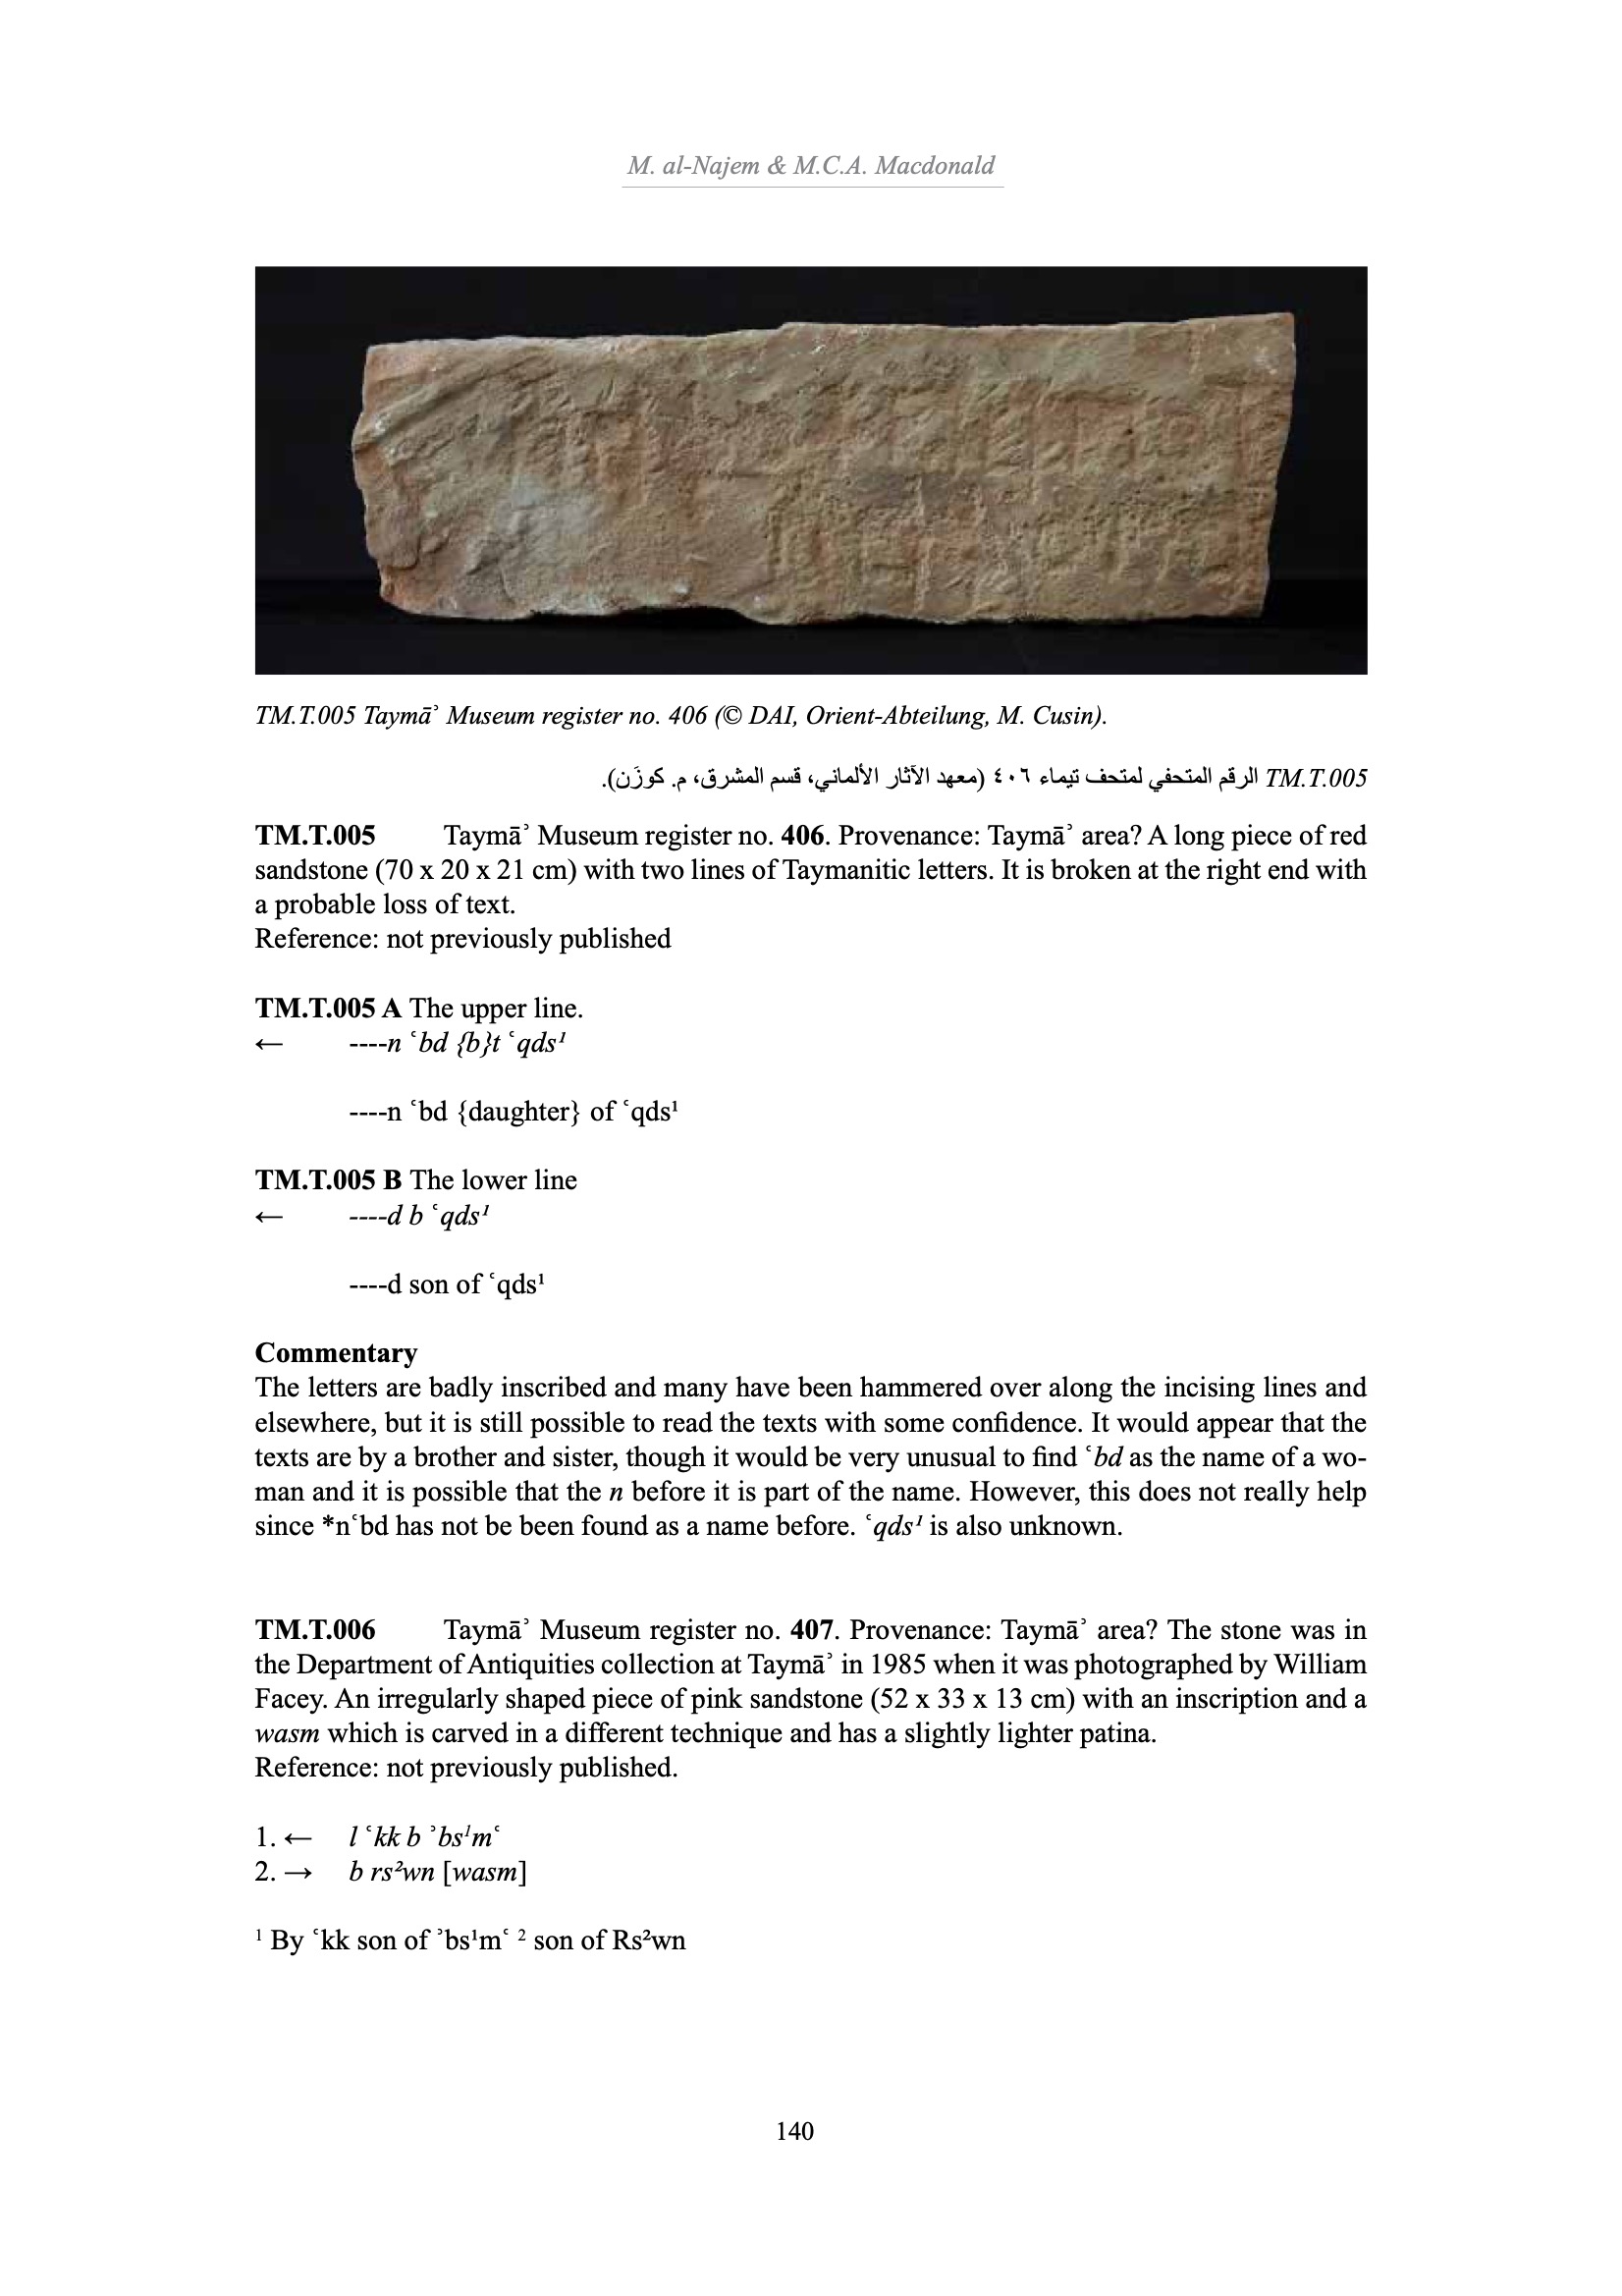 M. al-Najem & M.C.A. Macdonald
TM.T.005 Taymāʾ Museum register no. 406 (© DAI, Orient-Abteilung, M. Cusin).
TM.T.005 الرقم المتحفي لمتحف تيماء ٤٠٦ (معهد الآثار الألماني، قسم المشرق، م. كوزَن).
TM.T.005 Taymāʾ Museum register no. 406. Provenance: Taymāʾ area? A long piece of red
sandstone (70 x 20 x 21 cm) with two lines of Taymanitic letters. It is broken at the right end with
a probable loss of text.
Reference: not previously published
TM.T.005 A The upper line.
← ----n ʿbd {b}t ʿqds¹
----n ʿbd {daughter} of ʿqds¹
TM.T.005 B The lower line
← ----d b ʿqds¹
----d son of ʿqds¹
Commentary
The letters are badly inscribed and many have been hammered over along the incising lines and
elsewhere, but it is still possible to read the texts with some confidence. It would appear that the
texts are by a brother and sister, though it would be very unusual to find ʿbd as the name of a wo-
man and it is possible that the n before it is part of the name. However, this does not really help
since *nʿbd has not be been found as a name before. ʿqds¹ is also unknown.
TM.T.006 Taymāʾ Museum register no. 407. Provenance: Taymāʾ area? The stone was in
the Department of Antiquities collection at Taymāʾ in 1985 when it was photographed by William
Facey. An irregularly shaped piece of pink sandstone (52 x 33 x 13 cm) with an inscription and a
wasm which is carved in a different technique and has a slightly lighter patina.
Reference: not previously published.
1. ← l ʿkk b ʾbs¹mʿ
2. → b rs²wn [wasm]
¹ By ʿkk son of ʾbs¹mʿ ² son of Rs²wn
140